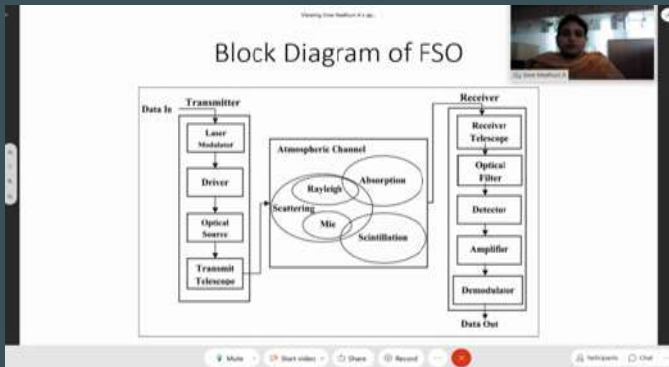 Block Diagram of FSO
Data In
Transmitter
Laser
Modulator
Driver
Optical
Source
Transmit
Telescope
Atmospheric Channel
Absorption
Rayleigh
Scattering
Mie
Scintillation
Receiver
Receiver
Telescope
Optical
Filter
Detector
Amplifier
Demodulator
Data Out
Mute
Start video
Share
Record
Participants
Chat